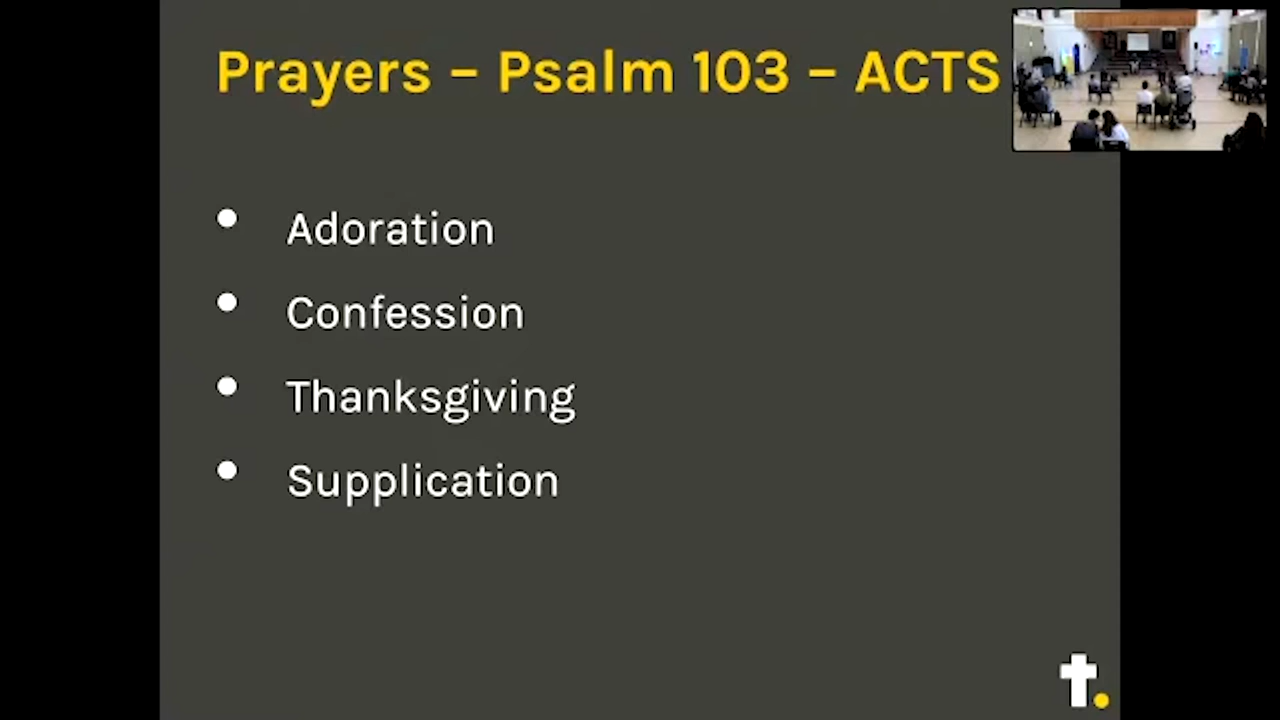 Prayers – Psalm 103 – ACTS
• Adoration
• Confession
• Thanksgiving
• Supplication